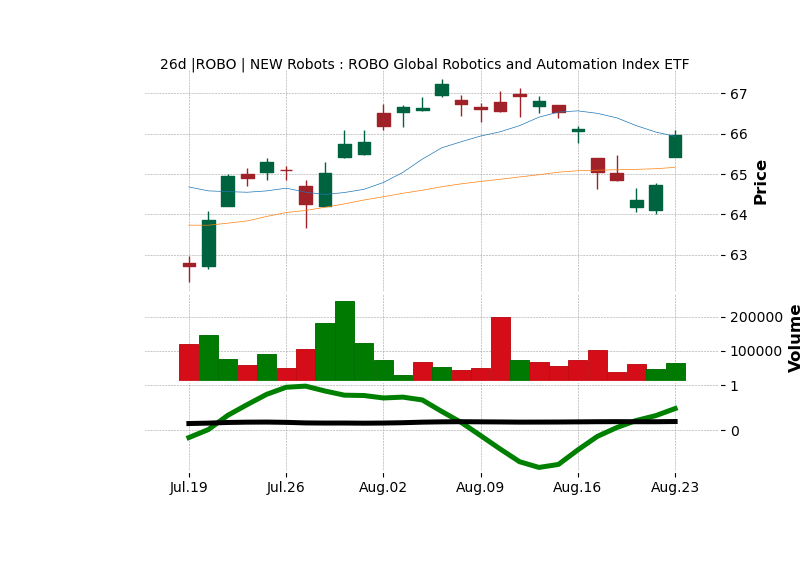 26d |ROBO | NEW Robots : ROBO Global Robotics and Automation Index ETF
67
66
65
64
63
Price
200000
100000
Volume
1
0
Jul.19 Jul.26 Aug.02 Aug.09 Aug.16 Aug.23